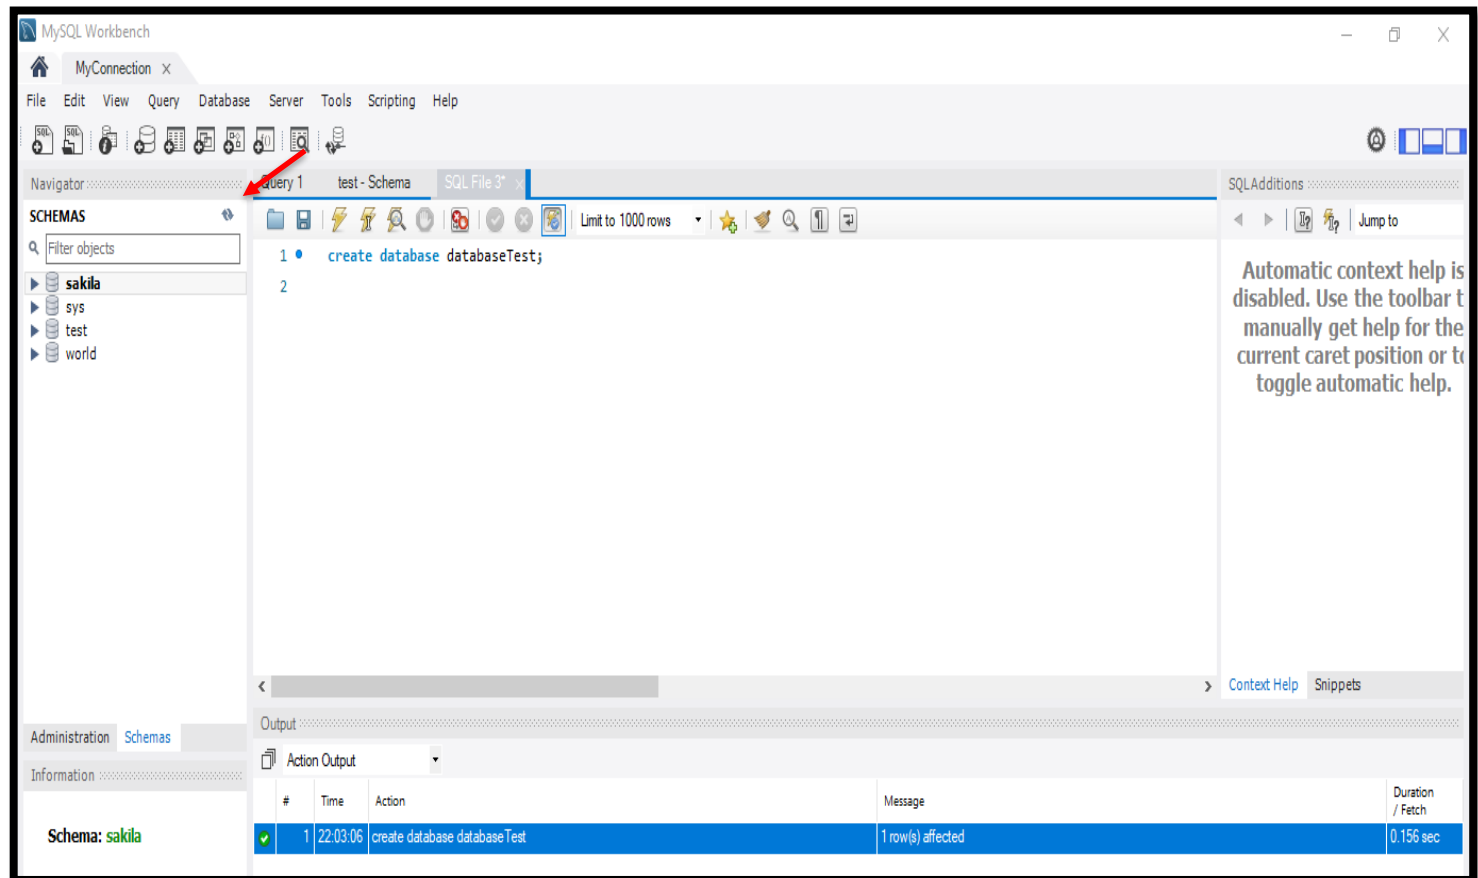 MySQL Workbench
MyConnection
File Edit View Query Database Server Tools Scripting Help
Navigator
Query 1 test - Schema SQL File 3*
SQLAdditions
SCHEMAS
Limit to 1000 rows
Jump to
Filter objects
1 create database databaseTest;
2
sakila
sys
test
world
Automatic context help is
disabled. Use the toolbar t
manually get help for the
current caret position or to
toggle automatic help.
Context Help Snippets
Administration Schemas
Output
Action Output
Information
# Time Action Message Duration / Fetch
Schema: sakila
1 22:03:06 create database databaseTest 1 row(s) affected 0.156 sec